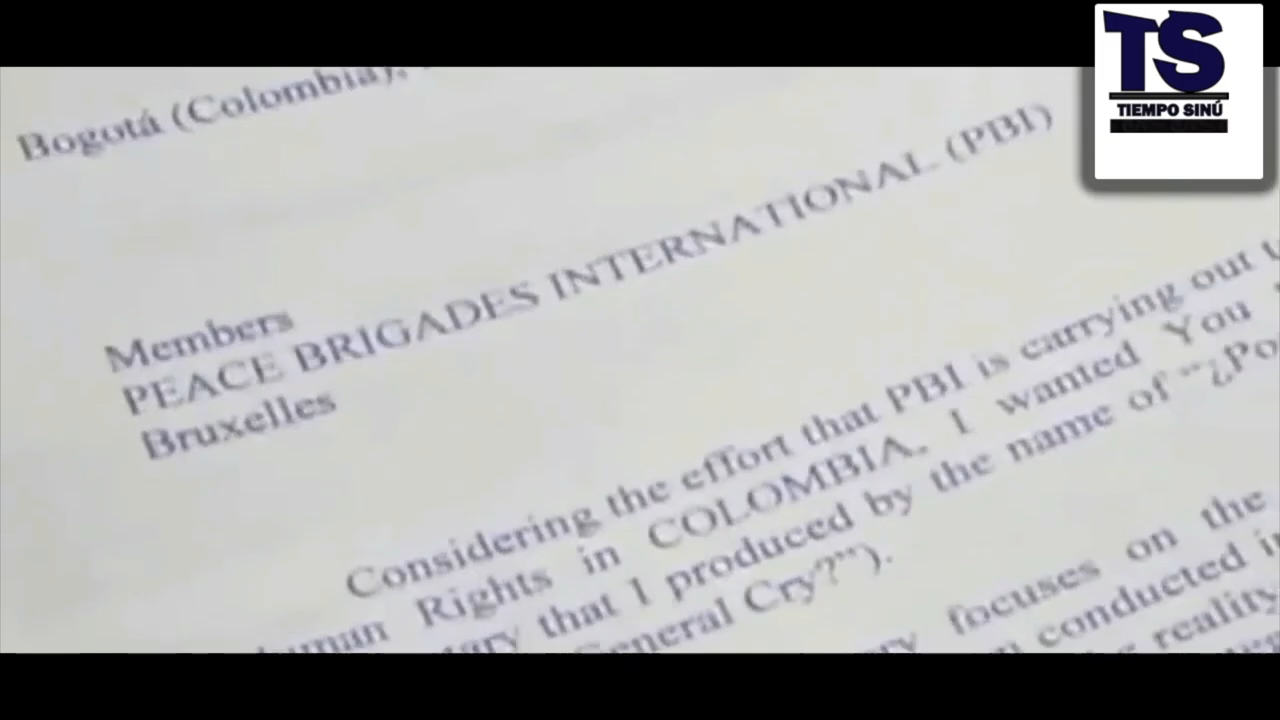 Bogotá (Colombia),
TS
TIEMPO SINÚ
Members
PEACE BRIGADES INTERNATIONAL (PBI)
Bruxelles
Considering the effort that PBI is carrying out
Rights in COLOMBIA, I wanted You
that I produced by the name of "¿Po
General Cry?").
focuses on the
conducted
reality